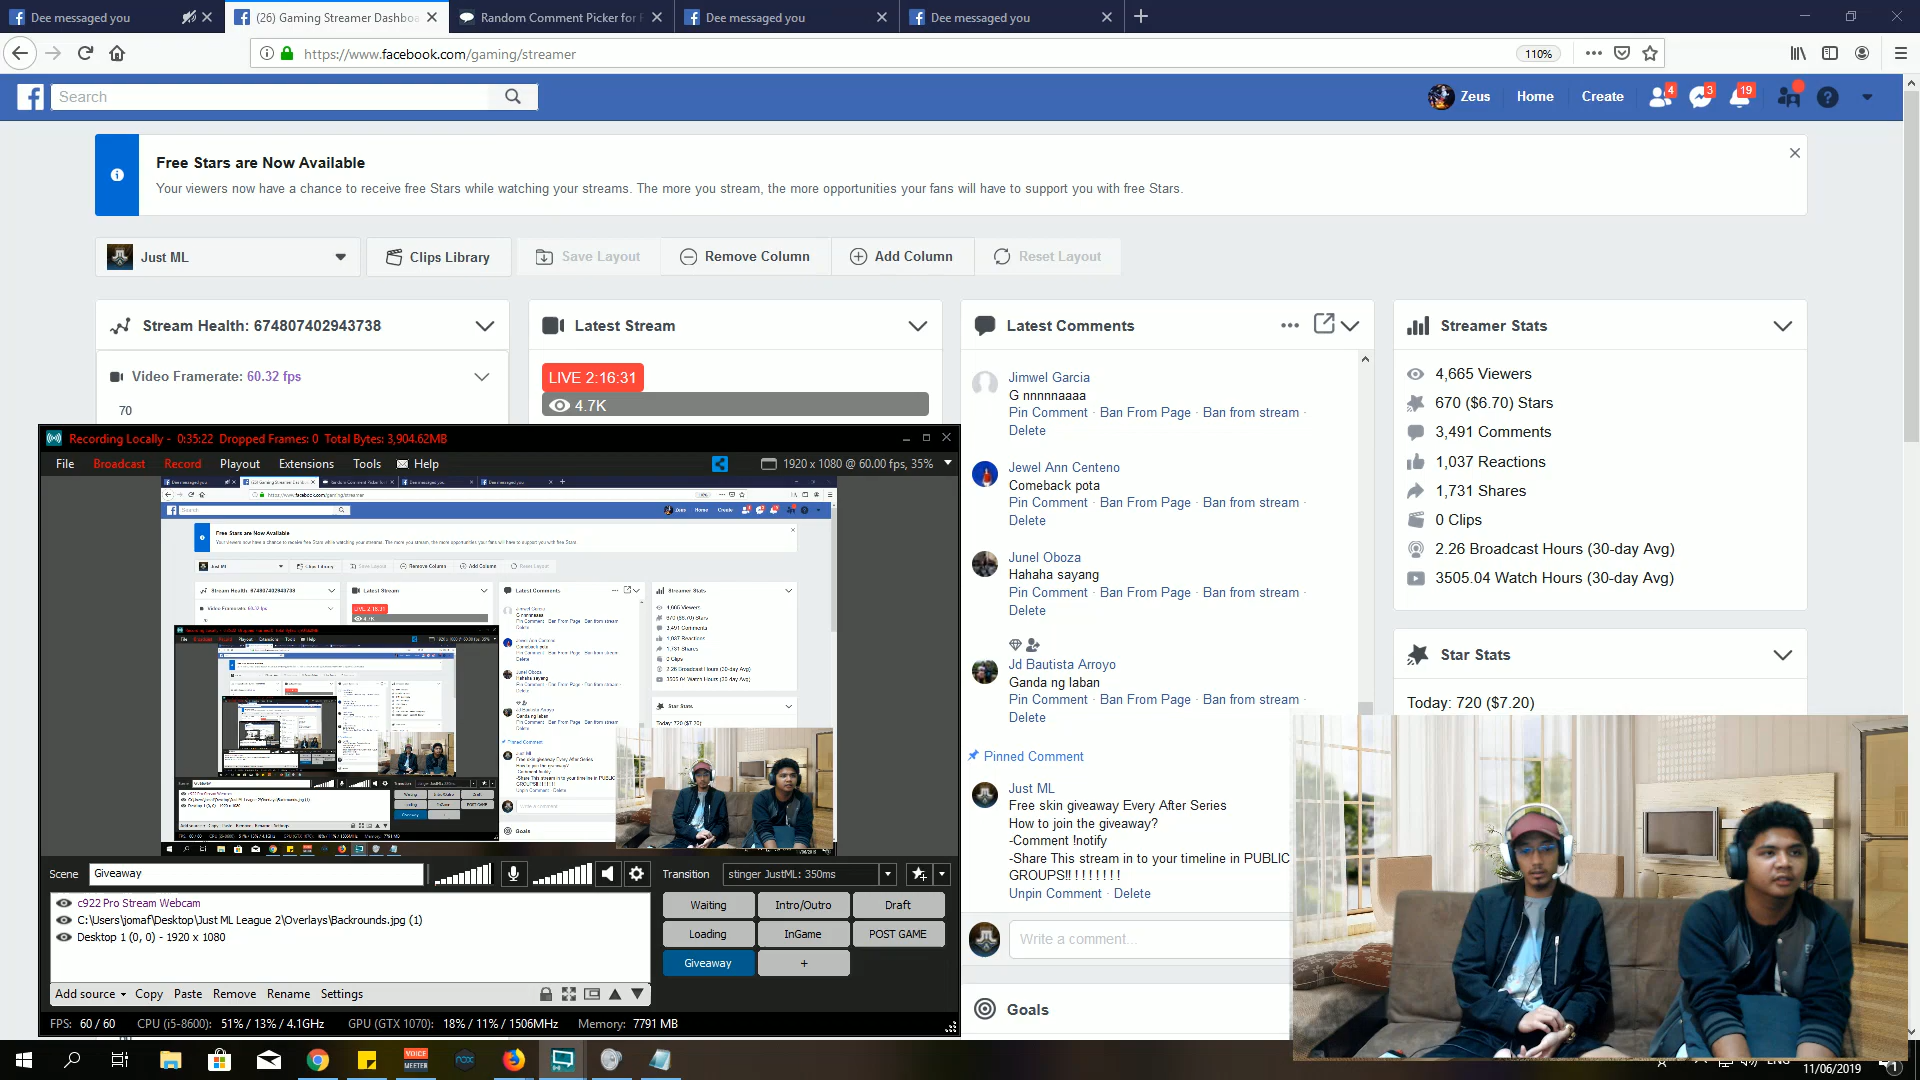 Dee messaged you
(26) Gaming Streamer Dashboa
Random Comment Picker for
Dee messaged you
Dee messaged you
https://www.facebook.com/gaming/streamer
110%
Search
Zeus
Home
Create
4
3
19
Free Stars are Now Available
Your viewers now have a chance to receive free Stars while watching your streams. The more you stream, the more opportunities your fans will have to support you with free Stars.
Just ML
Clips Library
Save Layout
Remove Column
Add Column
Reset Layout
Stream Health: 674807402943738
Video Framerate: 60.32 fps
70
Latest Stream
LIVE 2:16:31
4.7K
Latest Comments
Jimwel Garcia
G nnnnnaaaa
Pin Comment · Ban From Page · Ban from stream ·
Delete
Jewel Ann Centeno
Comeback pota
Pin Comment · Ban From Page · Ban from stream ·
Delete
Junel Oboza
Hahaha sayang
Pin Comment · Ban From Page · Ban from stream ·
Delete
Jd Bautista Arroyo
Ganda ng laban
Pin Comment · Ban From Page · Ban from stream ·
Delete
Pinned Comment
Just ML
Free skin giveaway Every After Series
How to join the giveaway?
-Comment !notify
-Share This stream in to your timeline in PUBLIC
GROUPS!! ! ! ! ! ! ! !
Unpin Comment · Delete
Write a comment...
Goals
Streamer Stats
4,665 Viewers
670 ($6.70) Stars
3,491 Comments
1,037 Reactions
1,731 Shares
0 Clips
2.26 Broadcast Hours (30-day Avg)
3505.04 Watch Hours (30-day Avg)
Star Stats
Today: 720 ($7.20)
Recording Locally - 0:35:22 Dropped Frames: 0 Total Bytes: 3,904.62MB
File
Broadcast
Record
Playout
Extensions
Tools
Help
1920 x 1080 @ 60.00 fps, 35%
Scene
Giveaway
Transition
stinger JustML: 350ms
c922 Pro Stream Webcam
C:\Users\jomaf\Desktop\Just ML League 2\Overlays\Backrounds.jpg (1)
Desktop 1 (0, 0) - 1920 x 1080
Waiting
Intro/Outro
Draft
Loading
InGame
POST GAME
Giveaway
+
Add source
Copy
Paste
Remove
Rename
Settings
FPS: 60 / 60
CPU (i5-8600): 51% / 13% / 4.1GHz
GPU (GTX 1070): 18% / 11% / 1506MHz
Memory: 7791 MB
VOICE
MEETER
nox
11/06/2019
1